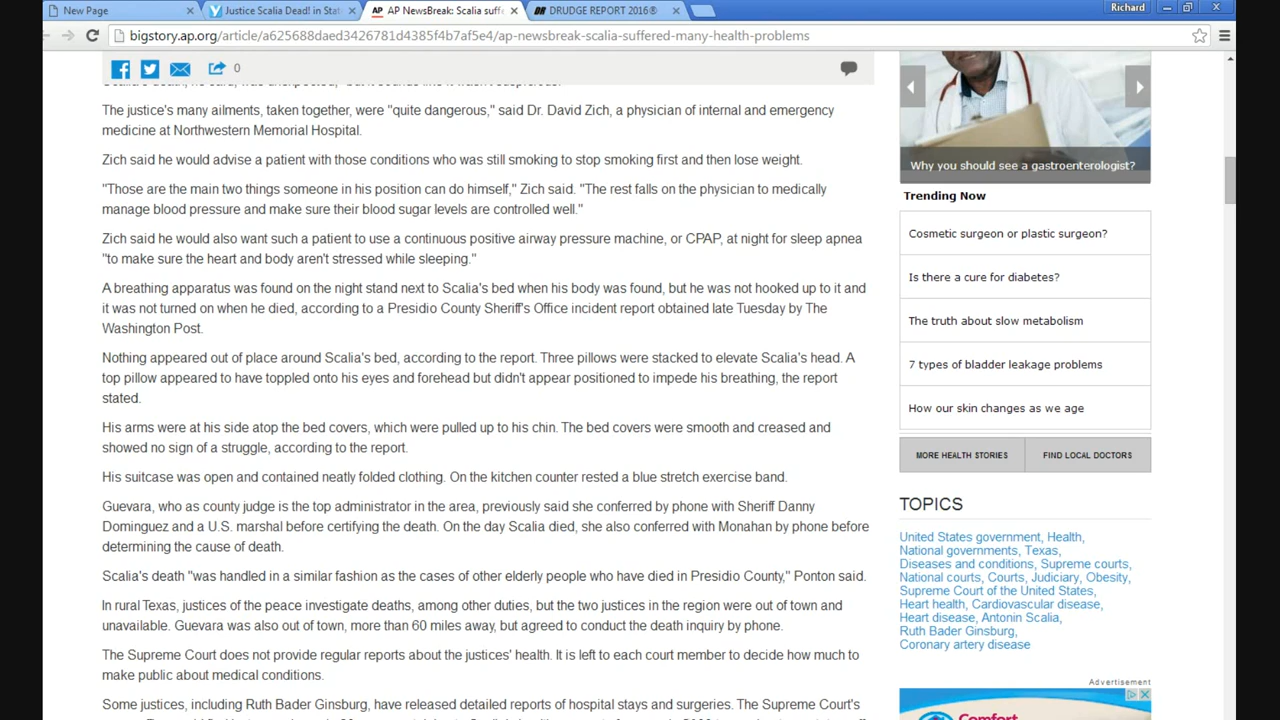 New Page
Justice Scalia Dead! in Stat
AP NewsBreak: Scalia suffe
DRUDGE REPORT 2016®
Richard
bigstory.ap.org/article/a625688daed3426781d4385f4b7af5e4/ap-newsbreak-scalia-suffered-many-health-problems
0
The justice's many ailments, taken together, were "quite dangerous," said Dr. David Zich, a physician of internal and emergency
medicine at Northwestern Memorial Hospital.
Zich said he would advise a patient with those conditions who was still smoking to stop smoking first and then lose weight.
"Those are the main two things someone in his position can do himself," Zich said. "The rest falls on the physician to medically
manage blood pressure and make sure their blood sugar levels are controlled well."
Zich said he would also want such a patient to use a continuous positive airway pressure machine, or CPAP, at night for sleep apnea
"to make sure the heart and body aren't stressed while sleeping."
A breathing apparatus was found on the night stand next to Scalia's bed when his body was found, but he was not hooked up to it and
it was not turned on when he died, according to a Presidio County Sheriff's Office incident report obtained late Tuesday by The
Washington Post.
Nothing appeared out of place around Scalia's bed, according to the report. Three pillows were stacked to elevate Scalia's head. A
top pillow appeared to have toppled onto his eyes and forehead but didn't appear positioned to impede his breathing, the report
stated.
His arms were at his side atop the bed covers, which were pulled up to his chin. The bed covers were smooth and creased and
showed no sign of a struggle, according to the report.
His suitcase was open and contained neatly folded clothing. On the kitchen counter rested a blue stretch exercise band.
Guevara, who as county judge is the top administrator in the area, previously said she conferred by phone with Sheriff Danny
Dominguez and a U.S. marshal before certifying the death. On the day Scalia died, she also conferred with Monahan by phone before
determining the cause of death.
Scalia's death "was handled in a similar fashion as the cases of other elderly people who have died in Presidio County," Ponton said.
In rural Texas, justices of the peace investigate deaths, among other duties, but the two justices in the region were out of town and
unavailable. Guevara was also out of town more than 60 miles away, but agreed to conduct the death inquiry by phone.
The Supreme Court does not provide regular reports about the justices' health. It is left to each court member to decide how much to
make public about medical conditions.
Some justices, including Ruth Bader Ginsburg, have released detailed reports of hospital stays and surgeries. The Supreme Court's
Why you should see a gastroenterologist?
Trending Now
Cosmetic surgeon or plastic surgeon?
Is there a cure for diabetes?
The truth about slow metabolism
7 types of bladder leakage problems
How our skin changes as we age
MORE HEALTH STORIES
FIND LOCAL DOCTORS
TOPICS
United States government, Health,
National governments, Texas,
Diseases and conditions, Supreme courts,
National courts, Courts, Judiciary, Obesity,
Supreme Court of the United States,
Heart health, Cardiovascular disease,
Heart disease, Antonin Scalia,
Ruth Bader Ginsburg,
Coronary artery disease
Advertisement
Comfort